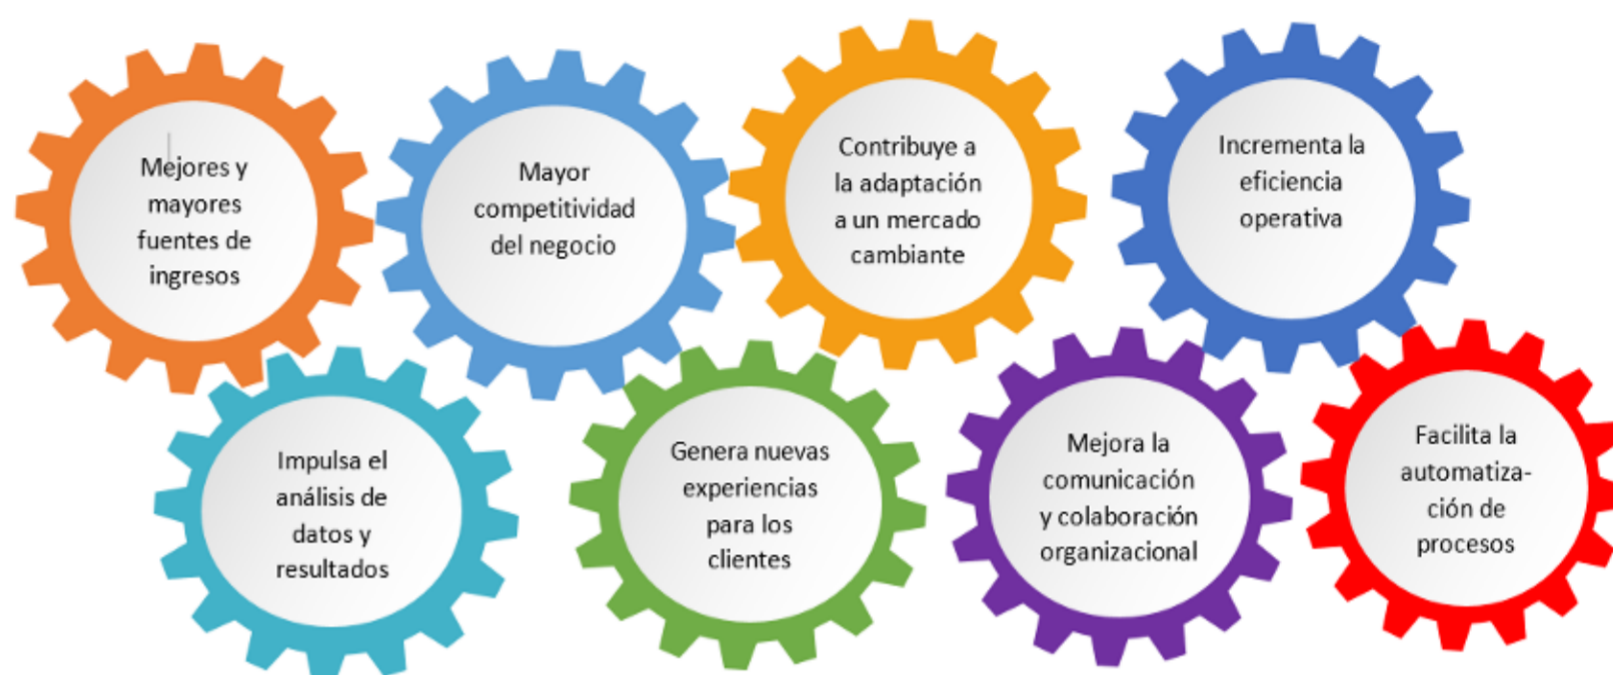 Mejores y
mayores
fuentes de
ingresos
Mayor
competitividad
del negocio
Contribuye a
la adaptación
a un mercado
cambiante
Incrementa la
eficiencia
operativa
Impulsa el
análisis de
datos y
resultados
Genera nuevas
experiencias
para los
clientes
Mejora la
comunicación
y colaboración
organizacional
Facilita la
automatiza-
ción de
procesos